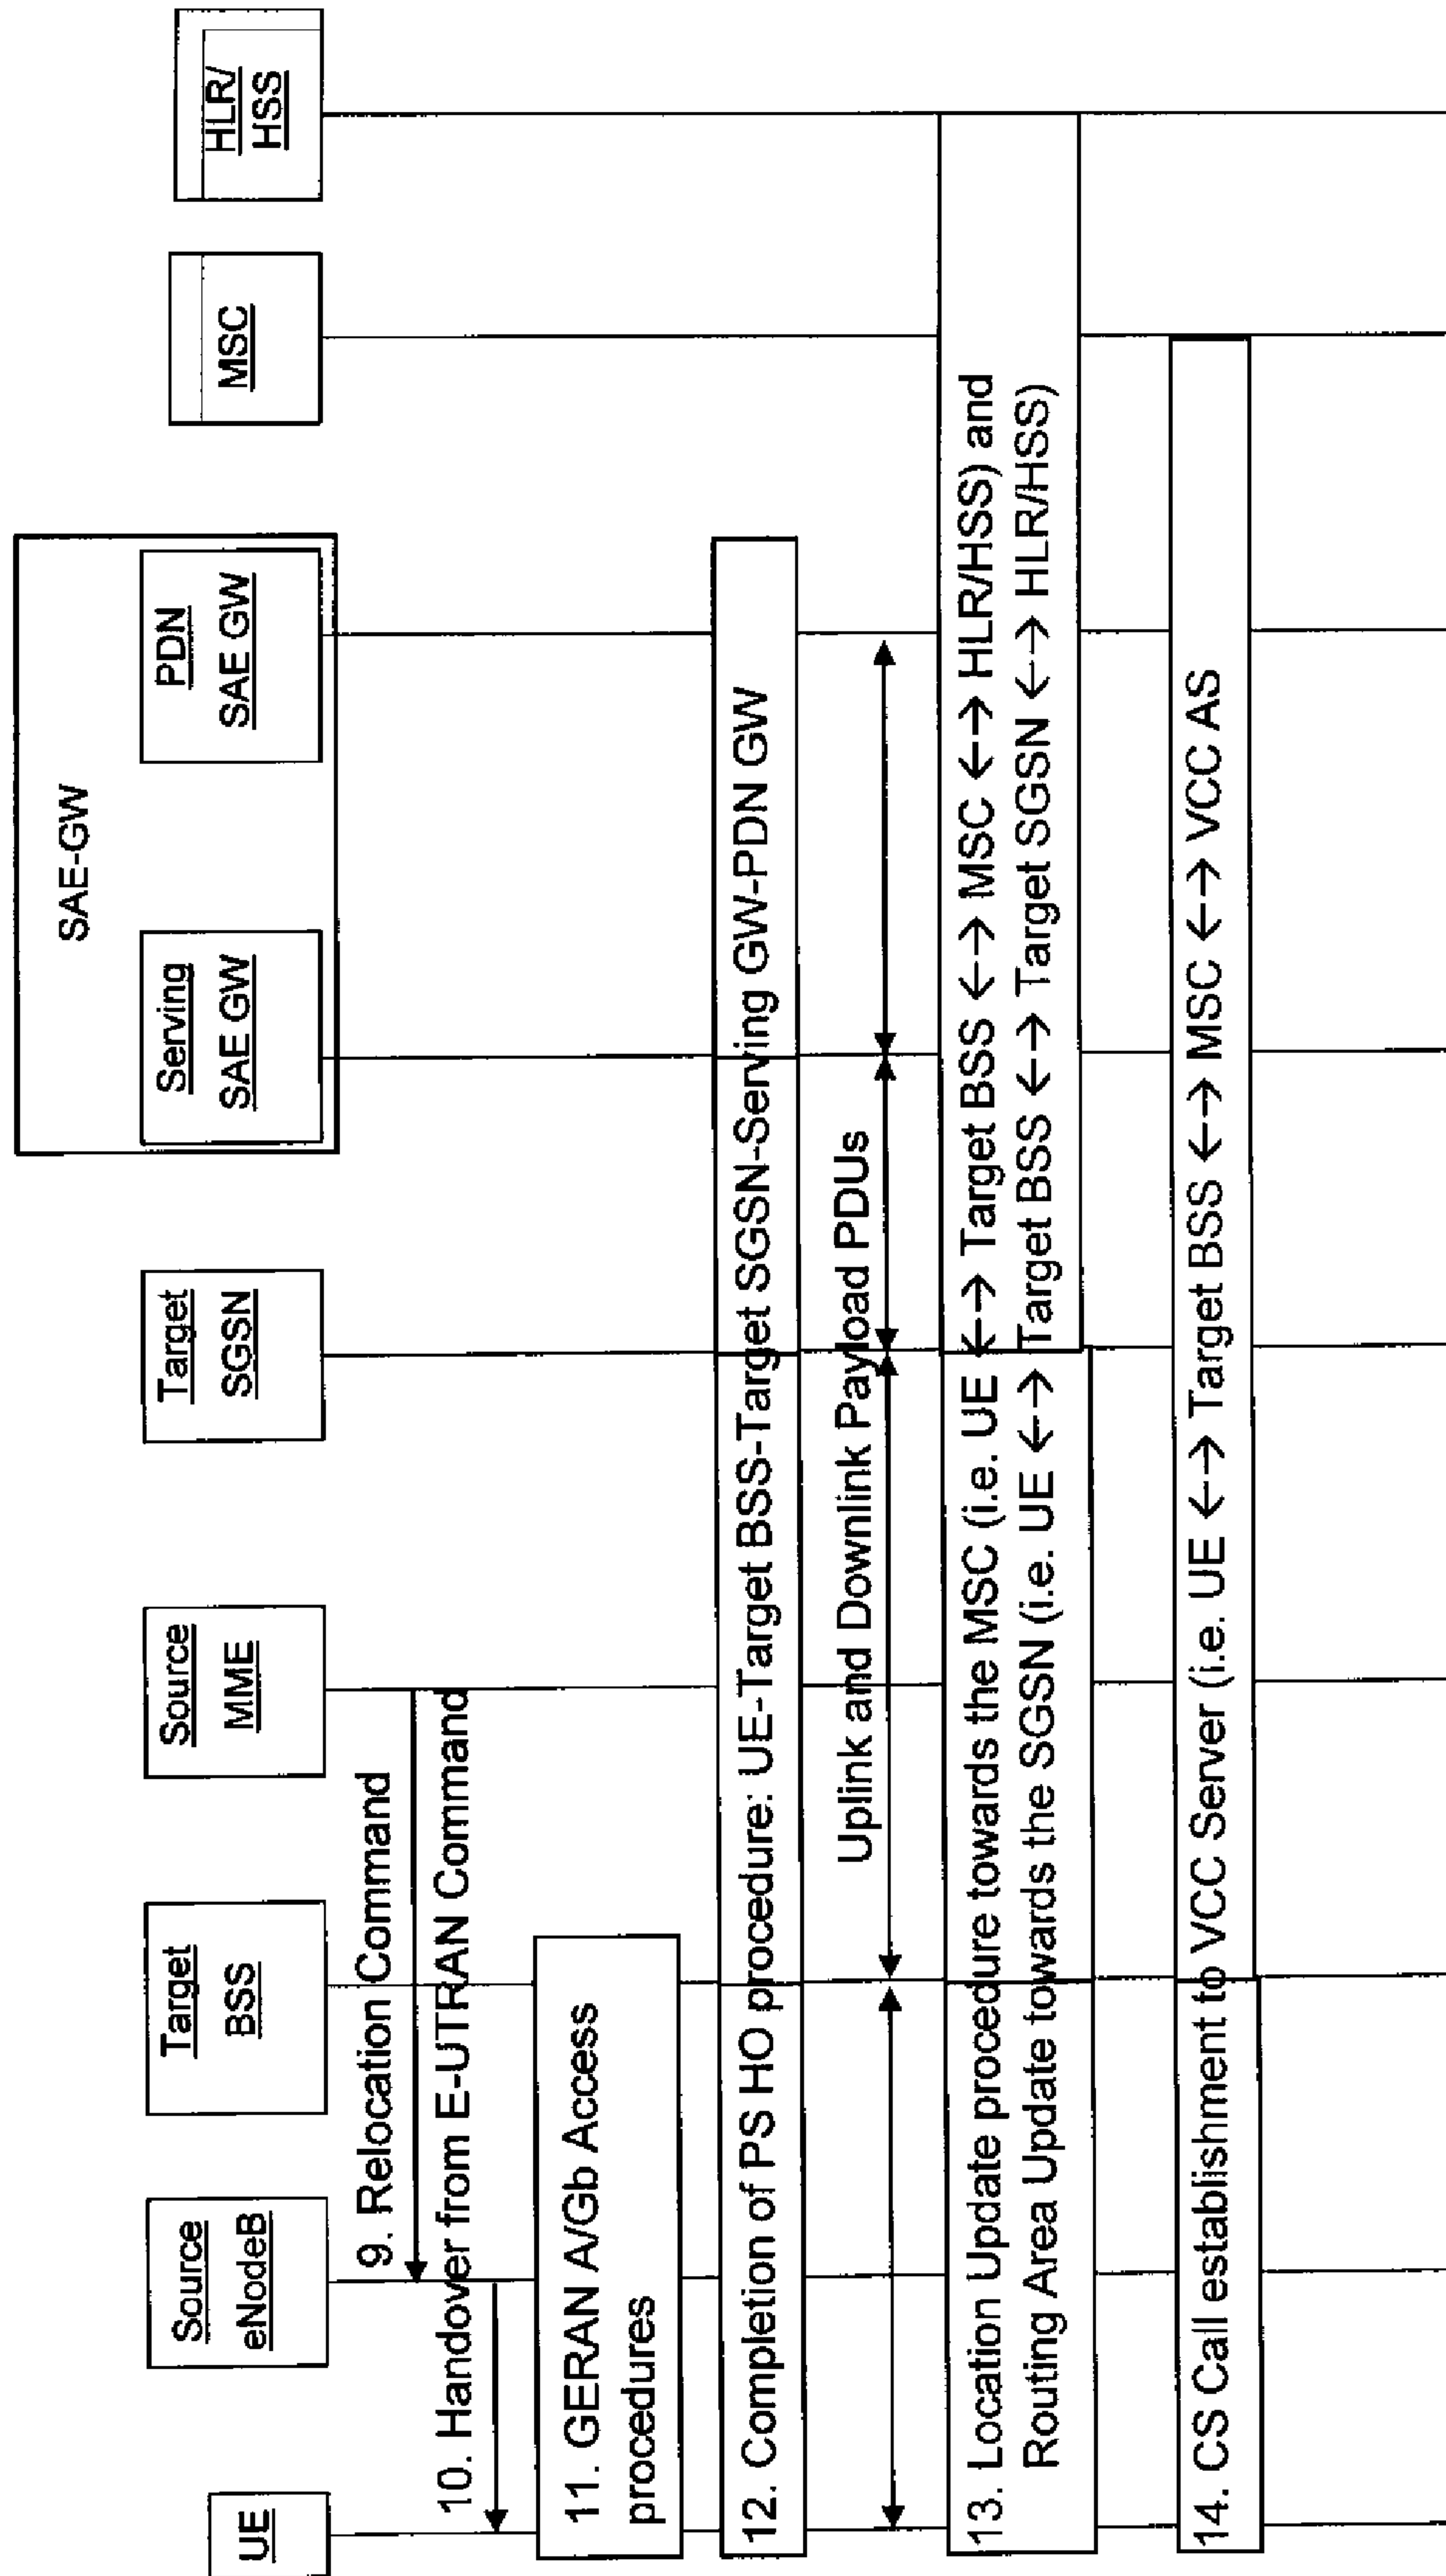 UE
Source
eNodeB
Target
BSS
Source
MME
Target
SGSN
SAE-GW
Serving
SAE GW
PDN
SAE GW
MSC
HLR/
HSS
9. Relocation Command
10. Handover from E-UTRAN Command
11. GERAN A/Gb Access
procedures
12. Completion of PS HO procedure: UE-Target BSS-Target SGSN-Serving GW-PDN GW
Uplink and Downlink Payload PDUs
13. Location Update procedure towards the MSC (i.e. UE ←→ Target BSS ←→ MSC ←→ HLR/HSS) and
Routing Area Update towards the SGSN (i.e. UE ←→ Target BSS ←→ Target SGSN ←→ HLR/HSS)
14. CS Call establishment to VCC Server (i.e. UE ←→ Target BSS ←→ MSC ←→ VCC AS